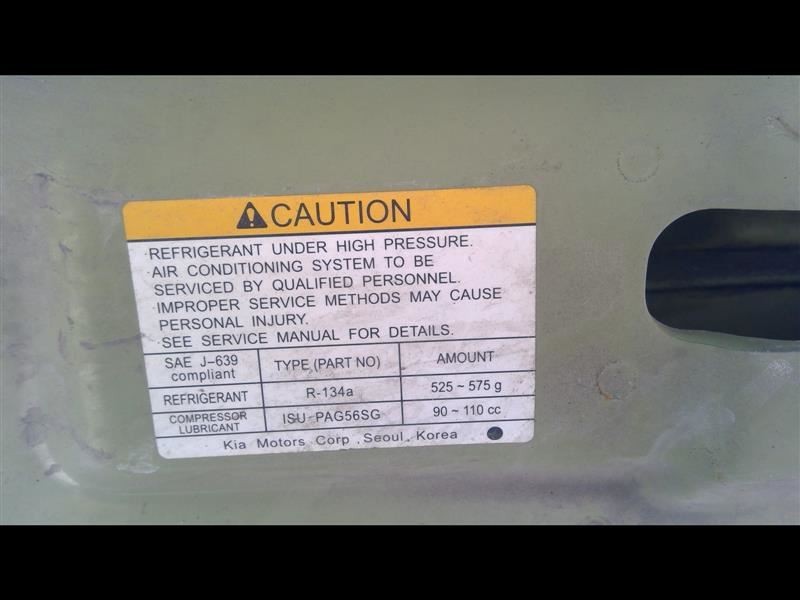 ⚠CAUTION
REFRIGERANT UNDER HIGH PRESSURE.
AIR CONDITIONING SYSTEM TO BE
SERVICED BY QUALIFIED PERSONNEL.
IMPROPER SERVICE METHODS MAY CAUSE
PERSONAL INJURY.
SEE SERVICE MANUAL FOR DETAILS.
SAE J-639 compliant TYPE (PART NO) AMOUNT
REFRIGERANT R-134a 525 ~ 575 g
COMPRESSOR LUBRICANT ISU PAG56SG 90 ~ 110 cc
Kia Motors Corp. Seoul. Korea